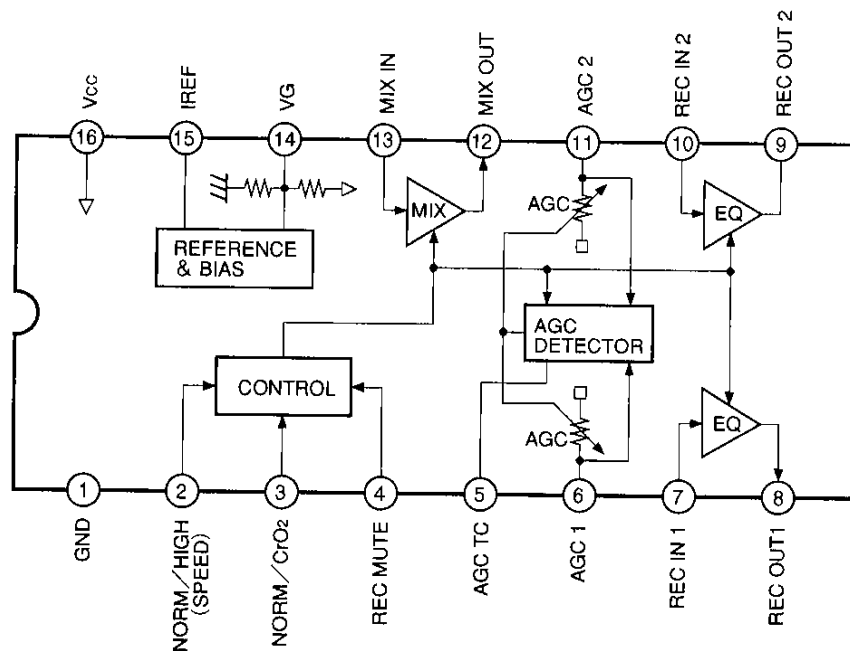 Vcc
IREF
VG
MIX IN
MIX OUT
AGC 2
REC IN 2
REC OUT 2
16
15
14
13
12
11
10
9
MIX
AGC
EQ
REFERENCE
& BIAS
AGC
DETECTOR
CONTROL
AGC
EQ
1
2
3
4
5
6
7
8
GND
NORM/HIGH
(SPEED)
NORM/CrO2
REC MUTE
AGC TC
AGC 1
REC IN 1
REC OUT1